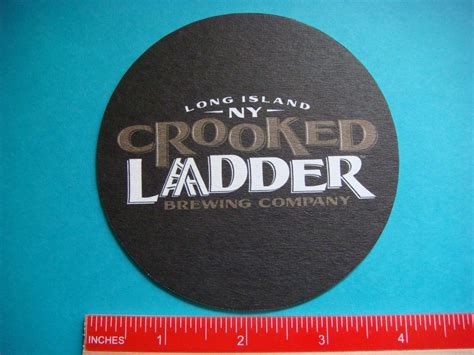 LONG ISLAND
NY
CROOKED
LADDER
BREWING COMPANY
INCHES 1 2 3 4